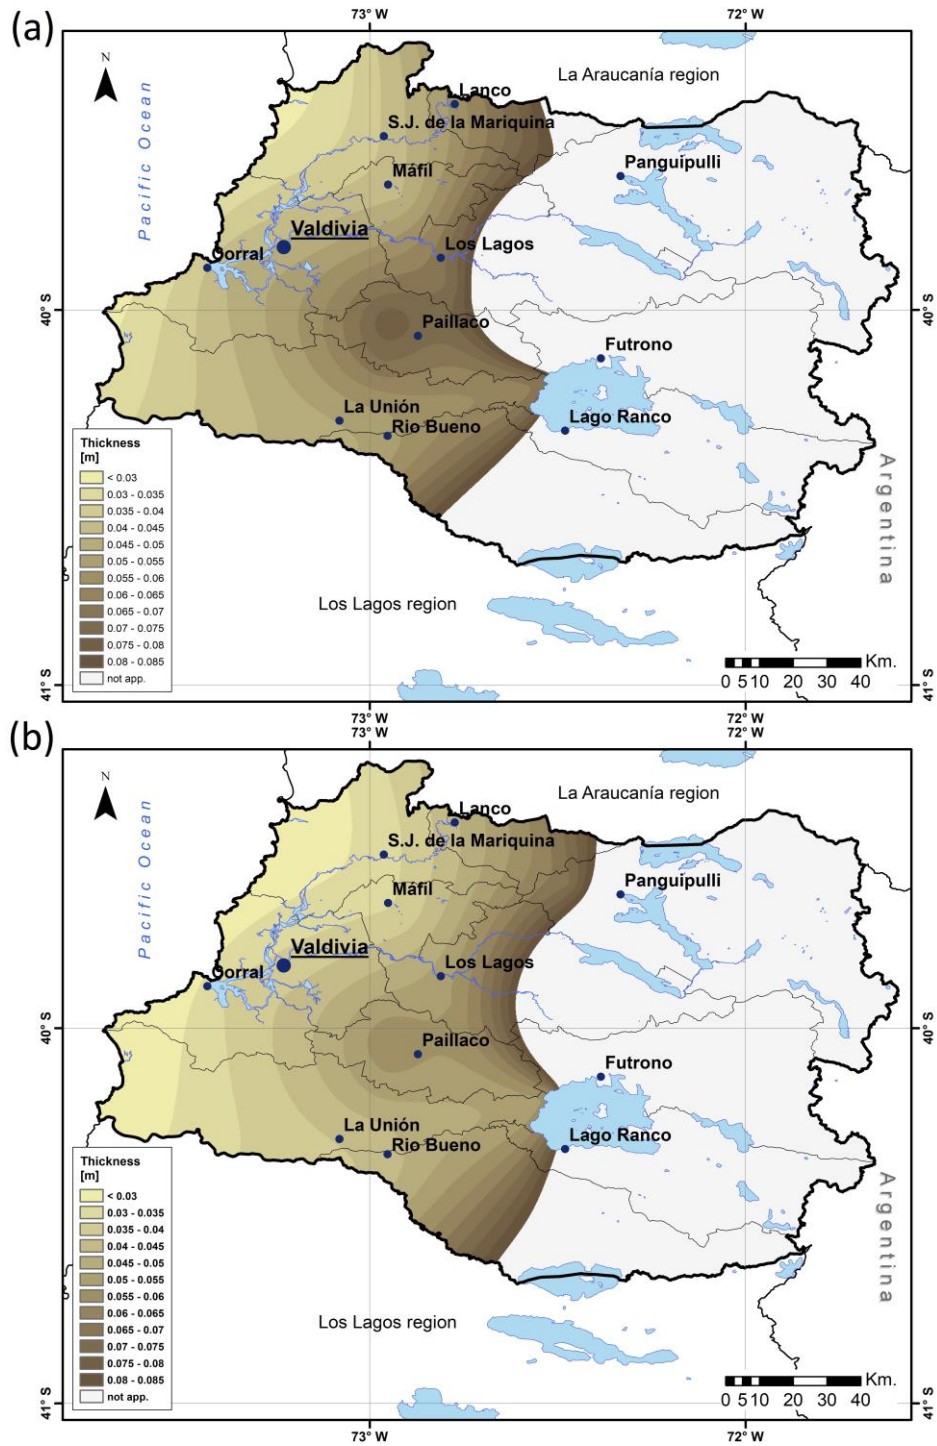 (a)
73° W
72° W
N
Pacific Ocean
La Araucanía region
Lanco
S.J. de la Mariquina
Panguipulli
Máfil
Valdivia
Corral
Los Lagos
40° S
40° S
Paillaco
Futrono
La Unión
Rio Bueno
Lago Ranco
Thickness
[m]
< 0.03
0.03 - 0.035
0.035 - 0.04
0.04 - 0.045
0.045 - 0.05
0.05 - 0.055
0.055 - 0.06
0.06 - 0.065
0.065 - 0.07
0.07 - 0.075
0.075 - 0.08
0.08 - 0.085
not app.
Argentina
Los Lagos region
Km.
0 5 10 20 30 40
41° S
41° S
73° W
72° W
(b)
73° W
72° W
N
Pacific Ocean
La Araucanía region
Lanco
S.J. de la Mariquina
Panguipulli
Máfil
Valdivia
Corral
Los Lagos
40° S
40° S
Paillaco
Futrono
La Unión
Rio Bueno
Lago Ranco
Thickness
[m]
< 0.03
0.03 - 0.035
0.035 - 0.04
0.04 - 0.045
0.045 - 0.05
0.05 - 0.055
0.055 - 0.06
0.06 - 0.065
0.065 - 0.07
0.07 - 0.075
0.075 - 0.08
0.08 - 0.085
not app.
Argentina
Los Lagos region
Km.
0 5 10 20 30 40
41° S
41° S
73° W
72° W